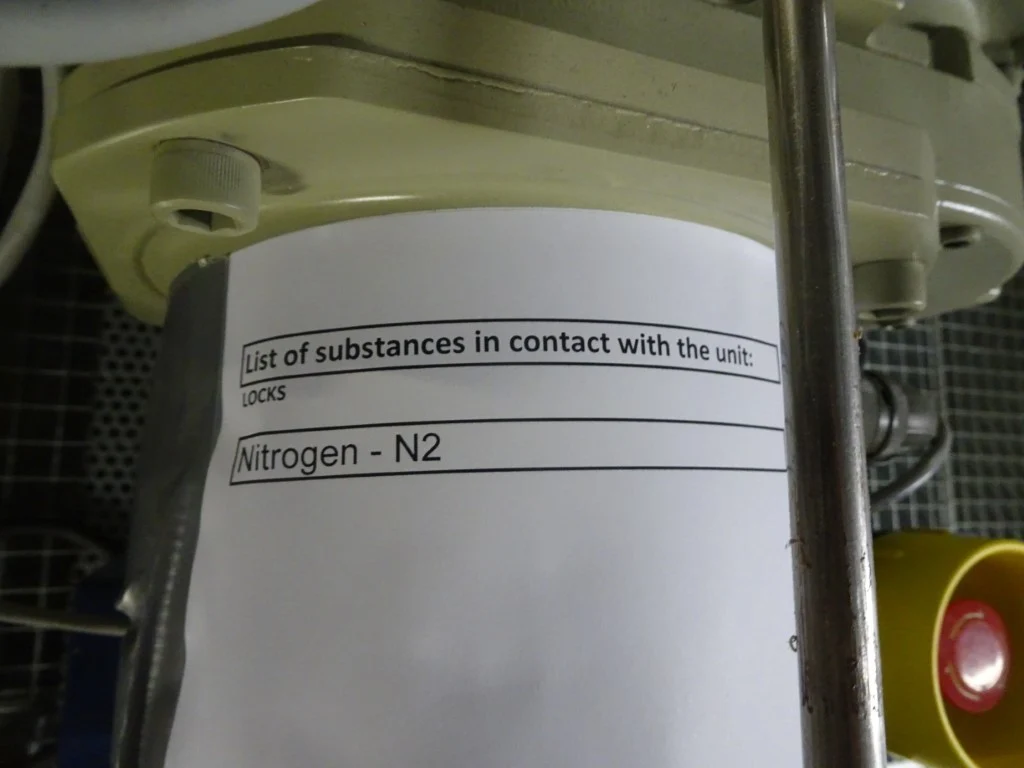 List of substances in contact with the unit:
LOCKS
Nitrogen - N2